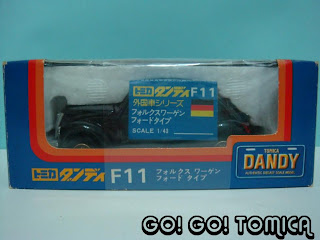 トミカ ダンディ F11
外国車シリーズ
フォルクスワーゲン
フォードタイプ
SCALE 1/43
TOMICA
DANDY
トミカ ダンディ F11
フォルクス ワーゲン
フォード タイプ
GO! GO! TOMICA